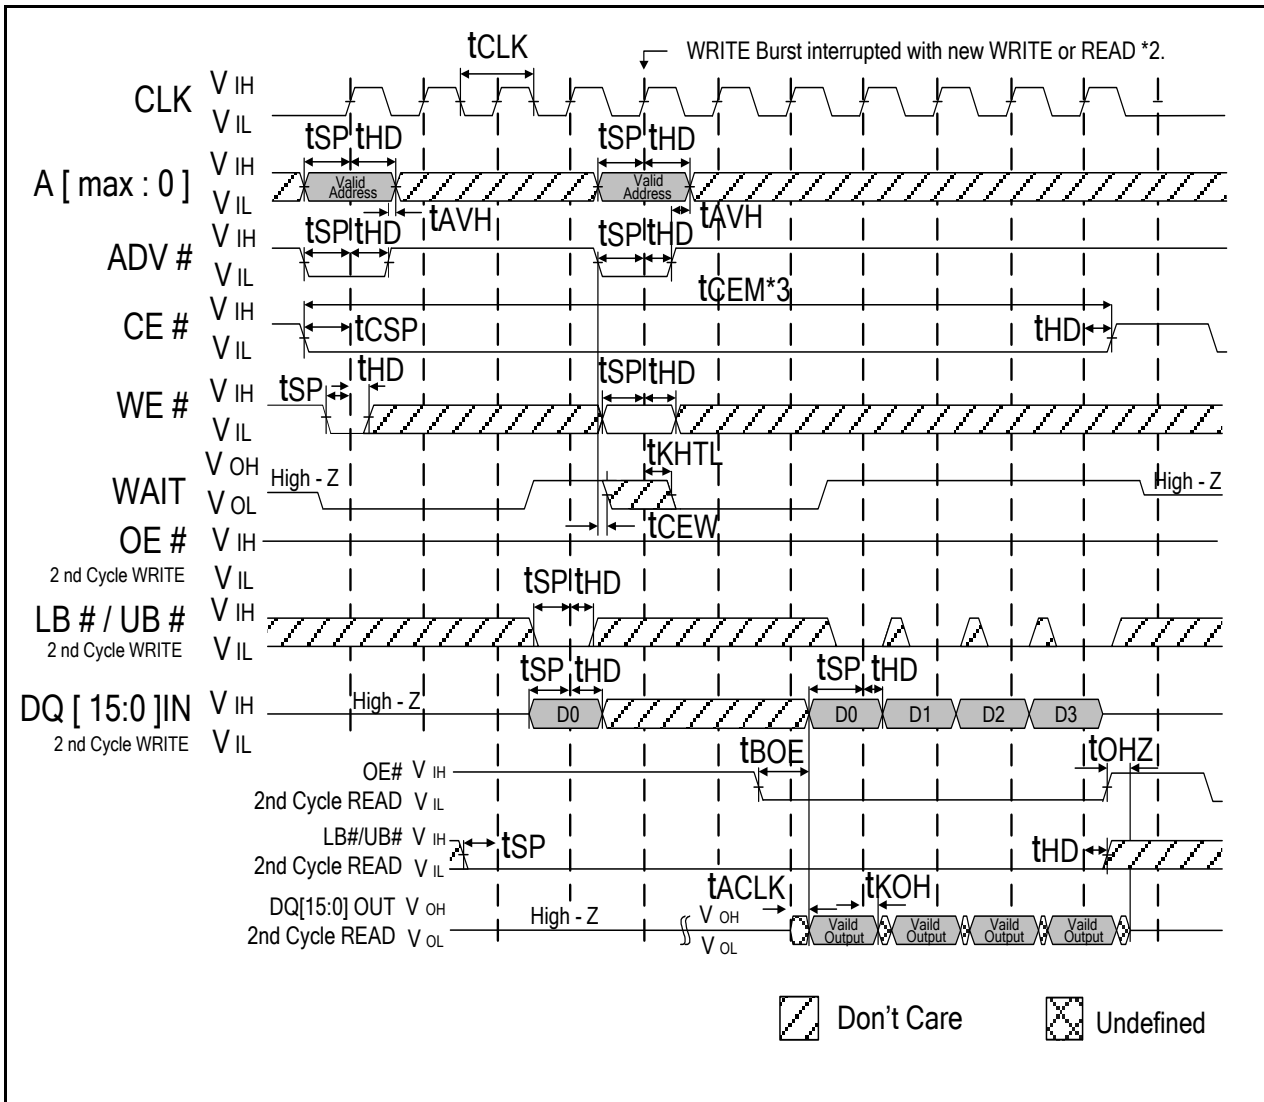 tCLK
WRITE Burst interrupted with new WRITE or READ *2.
CLK
V IH
V IL
tSP tHD
tSP tHD
A [ max : 0 ]
V IH
V IL
Valid Address
Valid Address
tAVH
tAVH
ADV #
V IH
V IL
tSP tHD
tSP tHD
tCEM*3
CE #
V IH
V IL
tCSP
tHD
WE #
V IH
V IL
tSP
tHD
tSP tHD
WAIT
V OH
V OL
High - Z
tKHTL
High - Z
tCEW
OE #
2 nd Cycle WRITE
V IH
V IL
LB # / UB #
2 nd Cycle WRITE
V IH
V IL
tSP tHD
DQ [ 15:0 ]IN
2 nd Cycle WRITE
V IH
V IL
High - Z
tSP tHD
D0
tSP tHD
D0
D1
D2
D3
tBOE
tOHZ
OE# V IH
2nd Cycle READ V IL
LB#/UB# V IH
2nd Cycle READ V IL
tSP
tHD
tACLK
tKOH
DQ[15:0] OUT V OH
2nd Cycle READ V OL
High - Z
V OH
V OL
Vaild Output
Vaild Output
Vaild Output
Vaild Output
Don't Care
Undefined